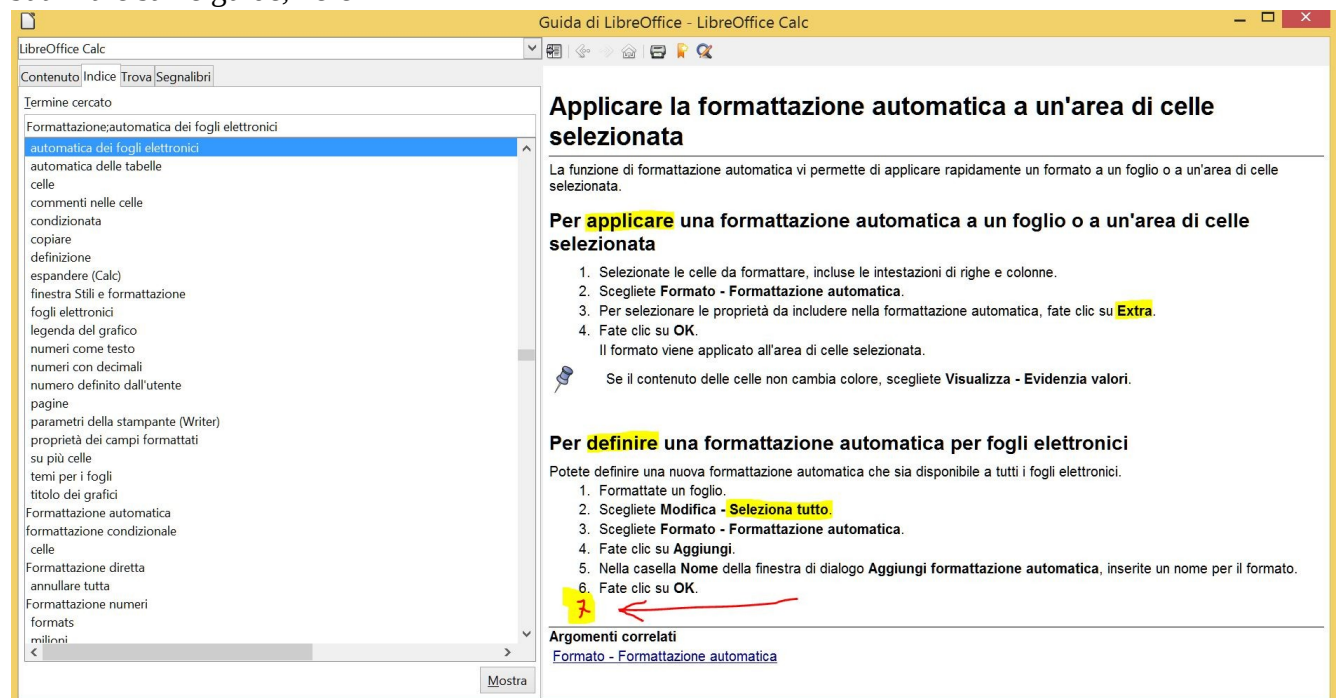 Guida di LibreOffice - LibreOffice Calc
LibreOffice Calc
Contenuto Indice Trova Segnalibri
Termine cercato
Formattazione;automatica dei fogli elettronici
automatica dei fogli elettronici
automatica delle tabelle
celle
commenti nelle celle
condizionata
copiare
definizione
espandere (Calc)
finestra Stili e formattazione
fogli elettronici
legenda del grafico
numeri come testo
numeri con decimali
numero definito dall'utente
pagine
parametri della stampante (Writer)
proprietà dei campi formattati
su più celle
temi per i fogli
titolo dei grafici
Formattazione automatica
formattazione condizionale
celle
Formattazione diretta
annullare tutta
Formattazione numeri
formats
milioni
Mostra
Applicare la formattazione automatica a un'area di celle
selezionata
La funzione di formattazione automatica vi permette di applicare rapidamente un formato a un foglio o a un'area di celle
selezionata.
Per applicare una formattazione automatica a un foglio o a un'area di celle
selezionata
1. Selezionate le celle da formattare, incluse le intestazioni di righe e colonne.
2. Scegliete Formato - Formattazione automatica.
3. Per selezionare le proprietà da includere nella formattazione automatica, fate clic su Extra.
4. Fate clic su OK.
Il formato viene applicato all'area di celle selezionata.
Se il contenuto delle celle non cambia colore, scegliete Visualizza - Evidenzia valori.
Per definire una formattazione automatica per fogli elettronici
Potete definire una nuova formattazione automatica che sia disponibile a tutti i fogli elettronici.
1. Formattate un foglio.
2. Scegliete Modifica - Seleziona tutto.
3. Scegliete Formato - Formattazione automatica.
4. Fate clic su Aggiungi.
5. Nella casella Nome della finestra di dialogo Aggiungi formattazione automatica, inserite un nome per il formato.
6. Fate clic su OK.
7
Argomenti correlati
Formato - Formattazione automatica